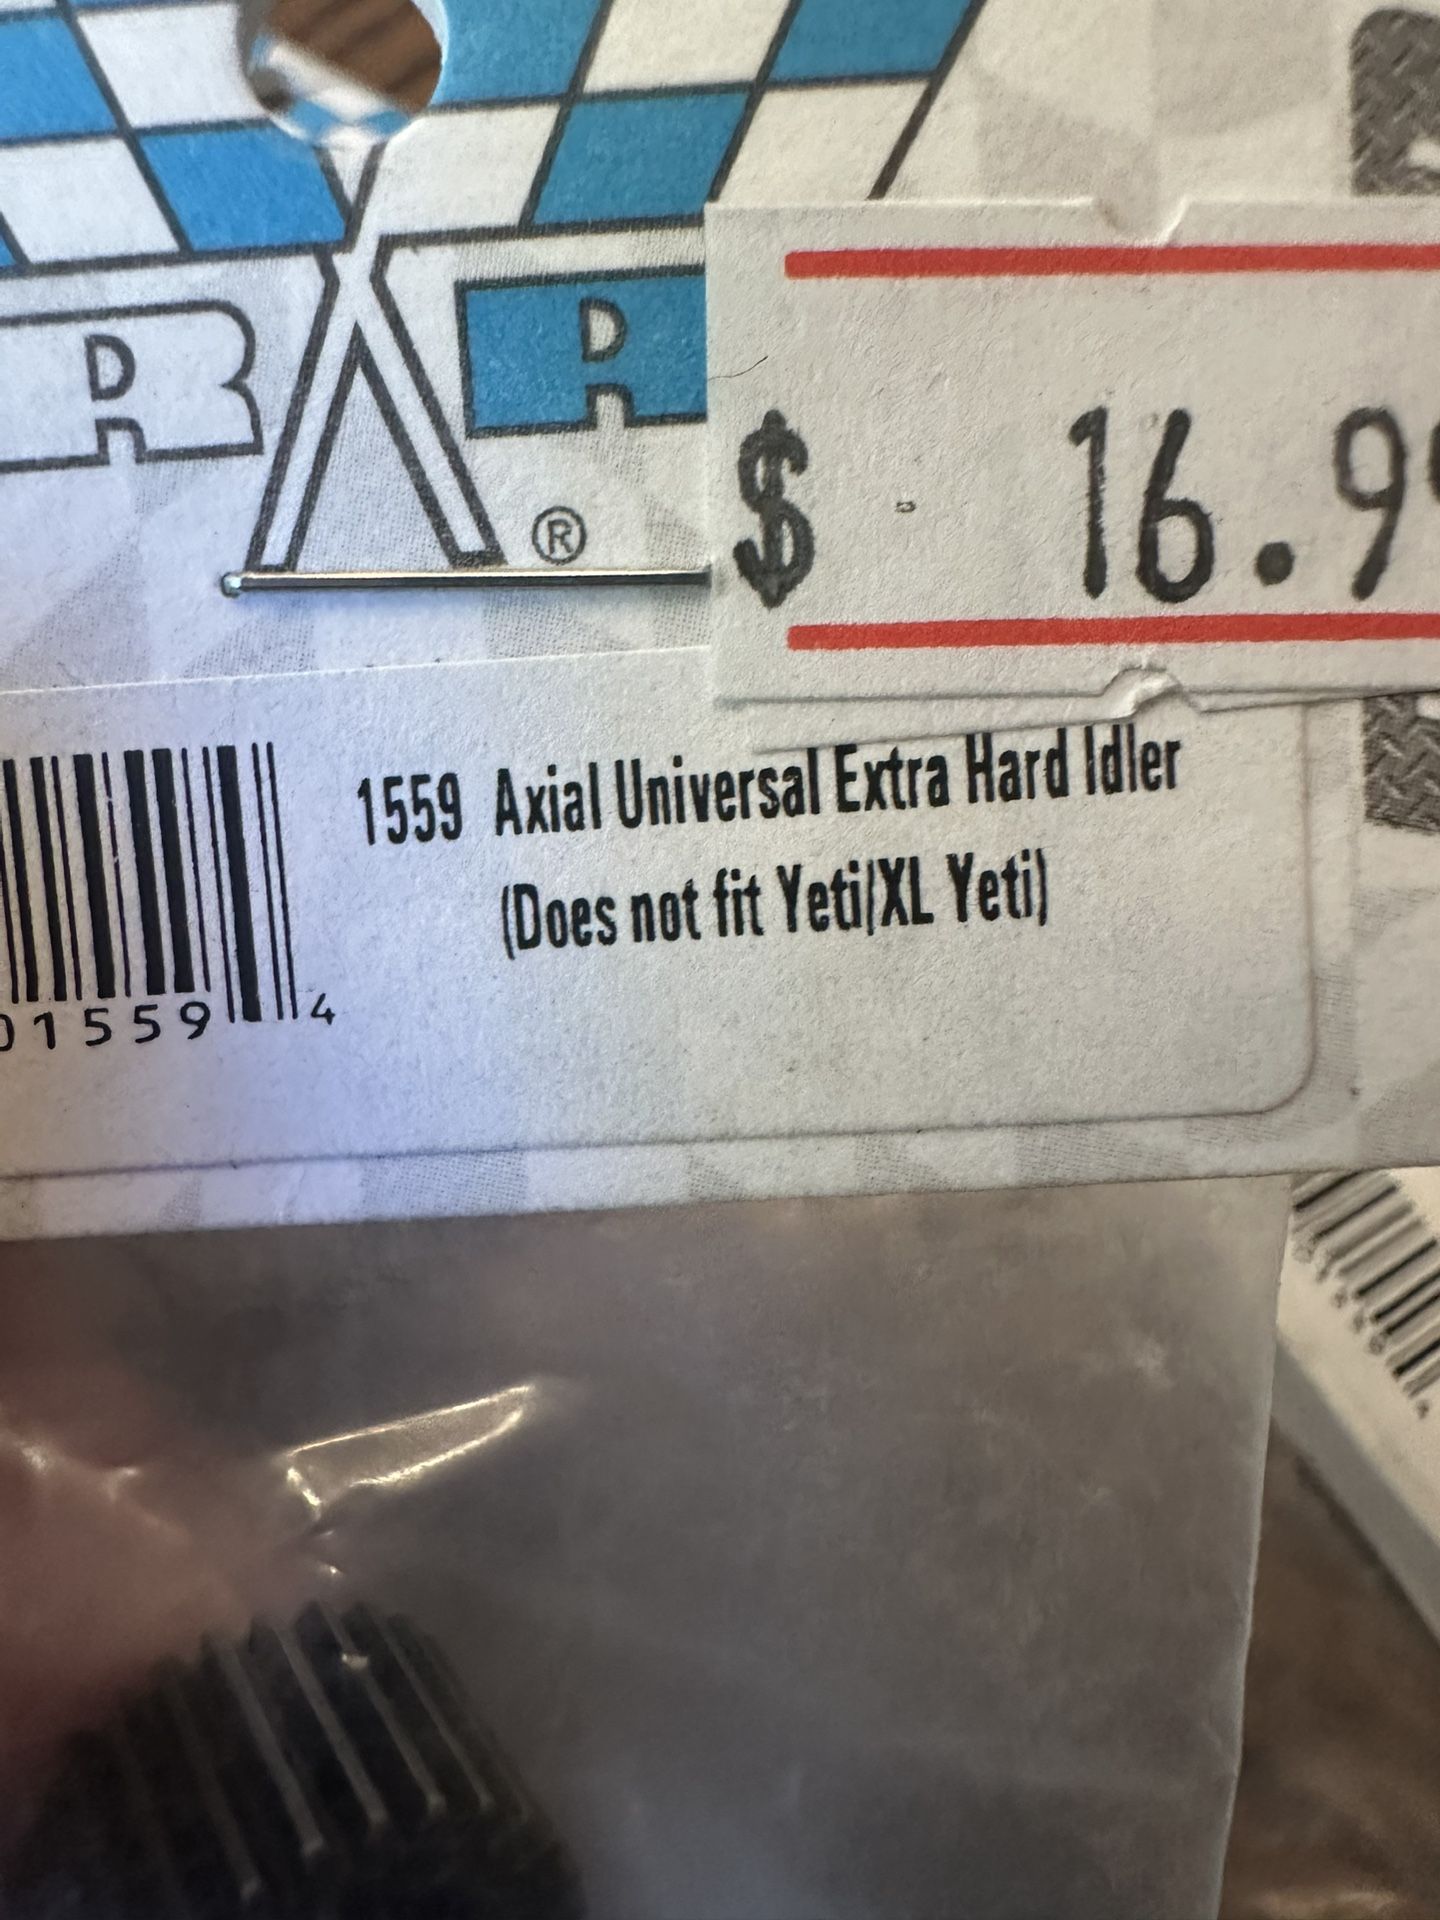 R R
®
$ 16.9
1559 Axial Universal Extra Hard Idler
(Does not fit Yeti/XL Yeti)
01559 4